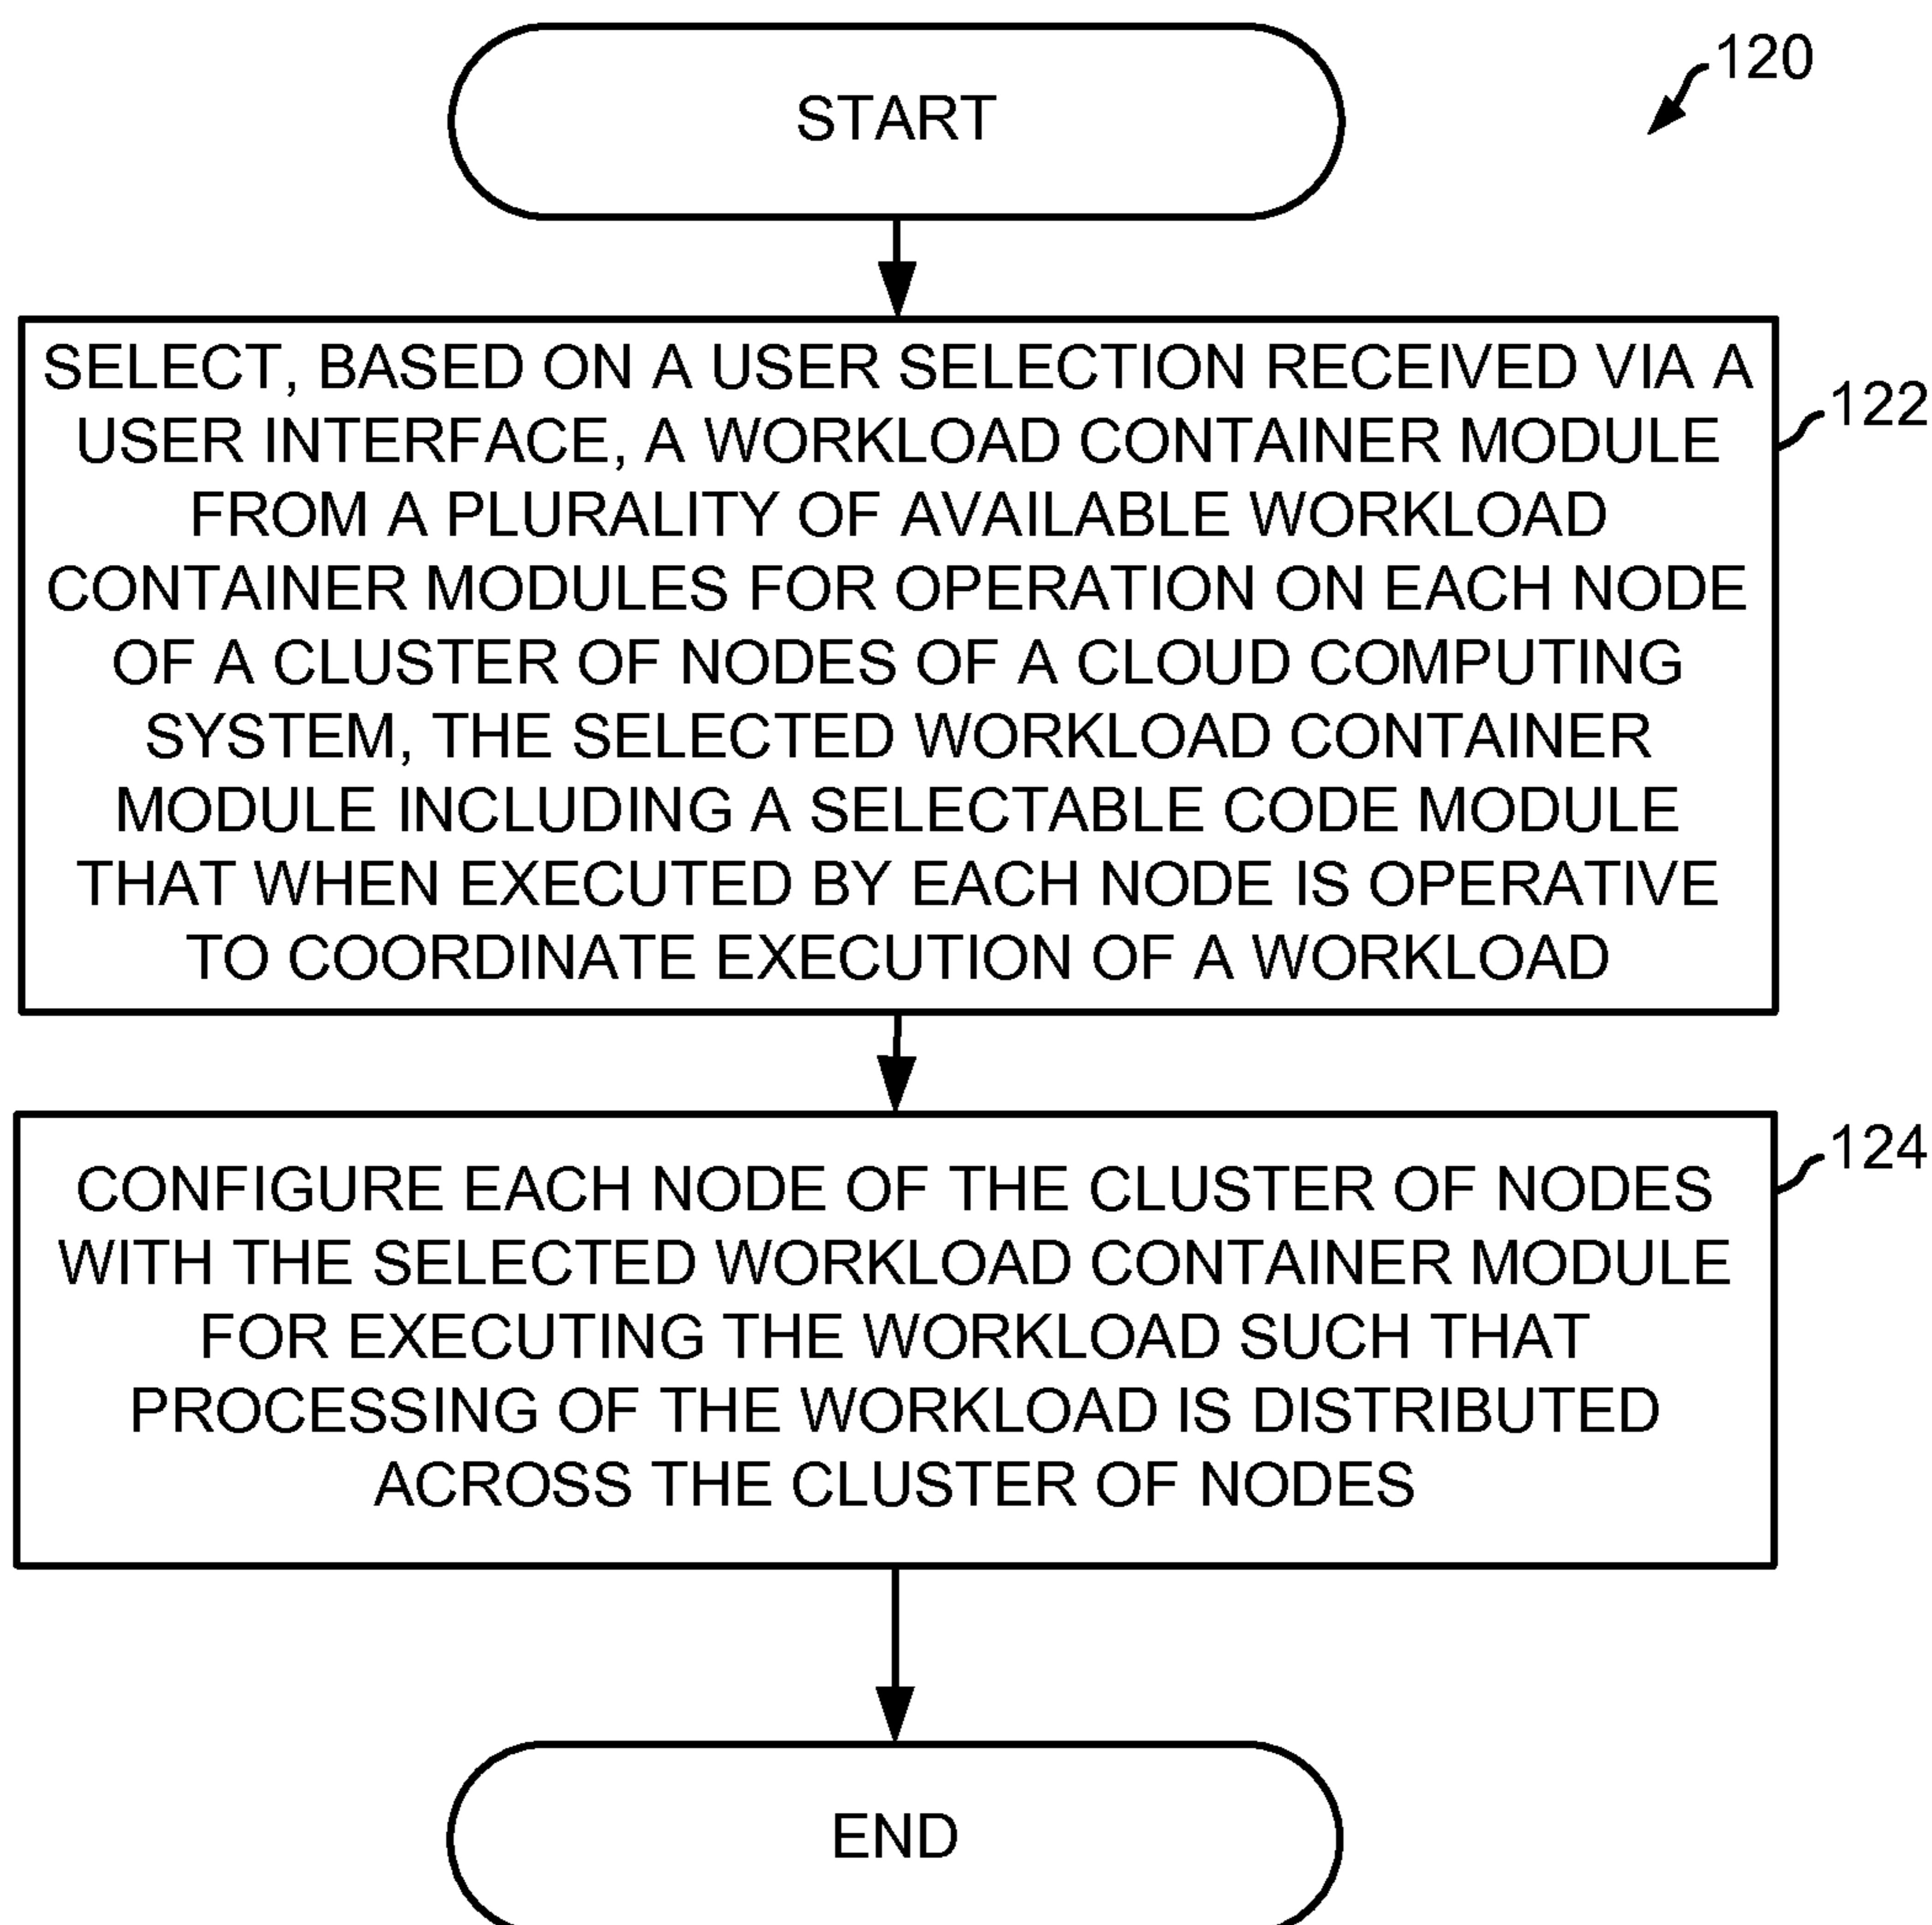 START
120
SELECT, BASED ON A USER SELECTION RECEIVED VIA A
USER INTERFACE, A WORKLOAD CONTAINER MODULE
FROM A PLURALITY OF AVAILABLE WORKLOAD
CONTAINER MODULES FOR OPERATION ON EACH NODE
OF A CLUSTER OF NODES OF A CLOUD COMPUTING
SYSTEM, THE SELECTED WORKLOAD CONTAINER
MODULE INCLUDING A SELECTABLE CODE MODULE
THAT WHEN EXECUTED BY EACH NODE IS OPERATIVE
TO COORDINATE EXECUTION OF A WORKLOAD
122
CONFIGURE EACH NODE OF THE CLUSTER OF NODES
WITH THE SELECTED WORKLOAD CONTAINER MODULE
FOR EXECUTING THE WORKLOAD SUCH THAT
PROCESSING OF THE WORKLOAD IS DISTRIBUTED
ACROSS THE CLUSTER OF NODES
124
END